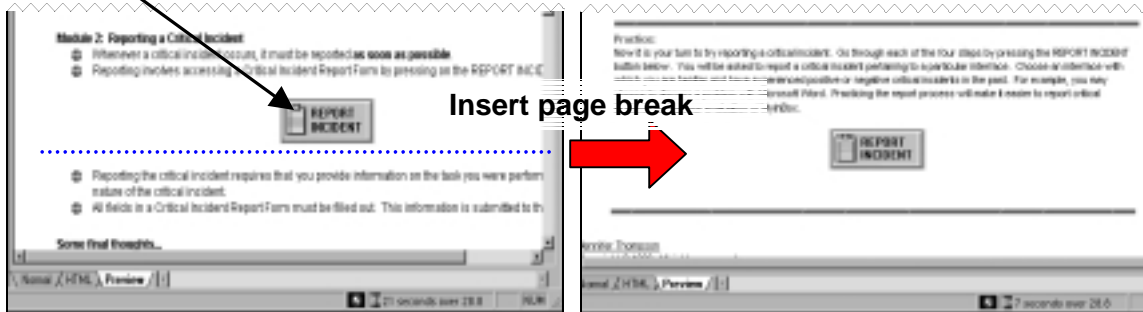 Module 2: Reporting a Critical Incident
Whenever a critical incident occurs, it must be reported as soon as possible.
Reporting involves accessing a Critical Incident Report Form by pressing on the REPORT INCID
REPORT
INCIDENT
Reporting the critical incident requires that you provide information on the task you were perform
nature of the critical incident.
All fields in a Critical Incident Report Form must be filled out. This information is submitted to th
Some final thoughts...
Normal / HTML \ Preview /
21 seconds over 28.8 NUM
Insert page break
Practice:
Now it is your turn to try reporting a critical incident. Go through each of the four steps by pressing the REPORT INCIDENT
button below. You will be asked to report a critical incident pertaining to a particular interface. Choose an interface with
experienced positive or negative critical incidents in the past. For example, you may
Microsoft Word. Practicing the report process will make it easier to report critical
REPORT
INCIDENT
Jennifer Thompson
Normal / HTML \ Preview /
7 seconds over 28.8